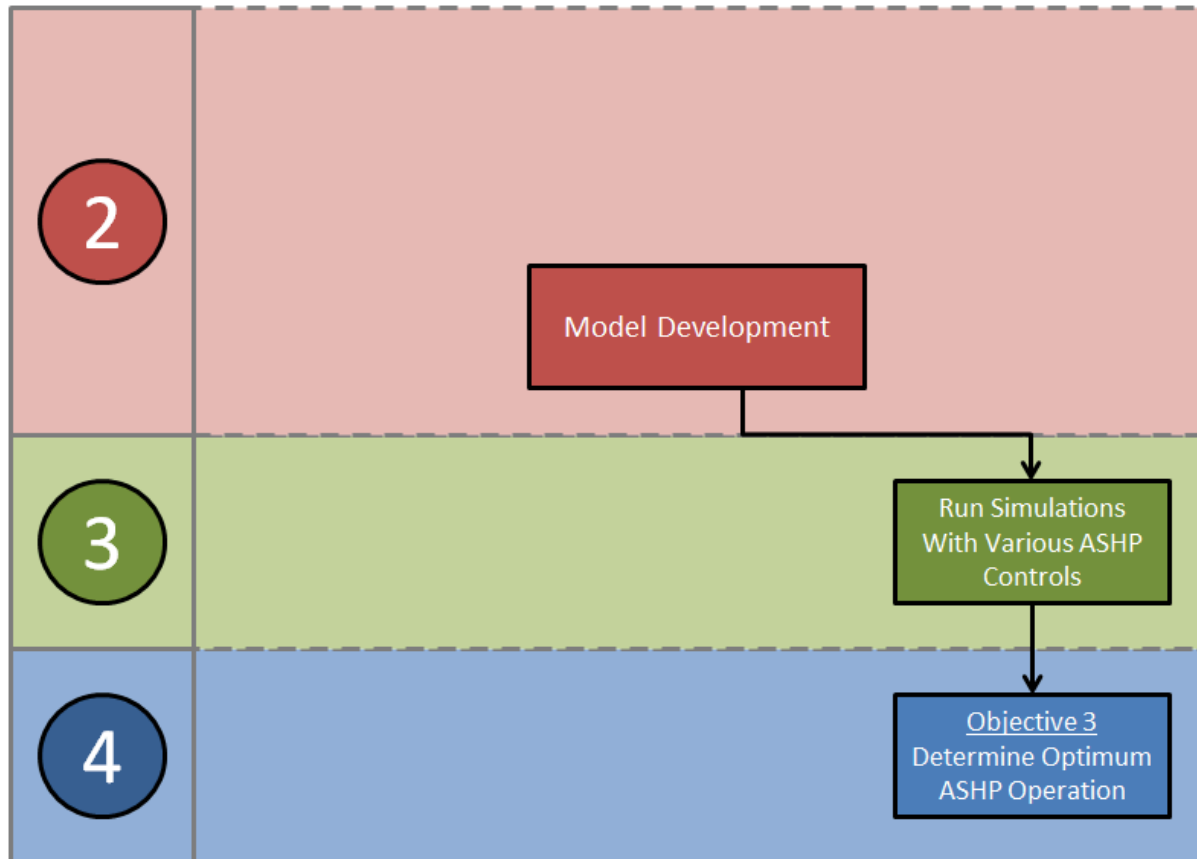 2
Model Development
3
Run Simulations
With Various ASHP
Controls
4
Objective 3
Determine Optimum
ASHP Operation